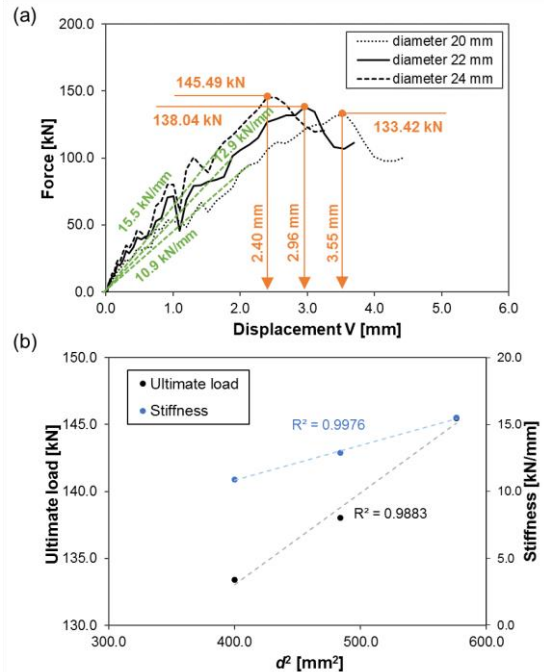 (a)
200.0
150.0
100.0
50.0
0.0
Force [kN]
diameter 20 mm
diameter 22 mm
diameter 24 mm
145.49 kN
138.04 kN
133.42 kN
15.5 kN/mm
12.9 kN/mm
10.9 kN/mm
2.40 mm
2.96 mm
3.55 mm
0.0 1.0 2.0 3.0 4.0 5.0 6.0
Displacement V [mm]
(b)
150.0
145.0
140.0
135.0
130.0
Ultimate load [kN]
Ultimate load
Stiffness
R² = 0.9976
R² = 0.9883
20.0
15.0
10.0
5.0
0.0
Stiffness [kN/mm]
300.0 400.0 500.0 600.0
d² [mm²]